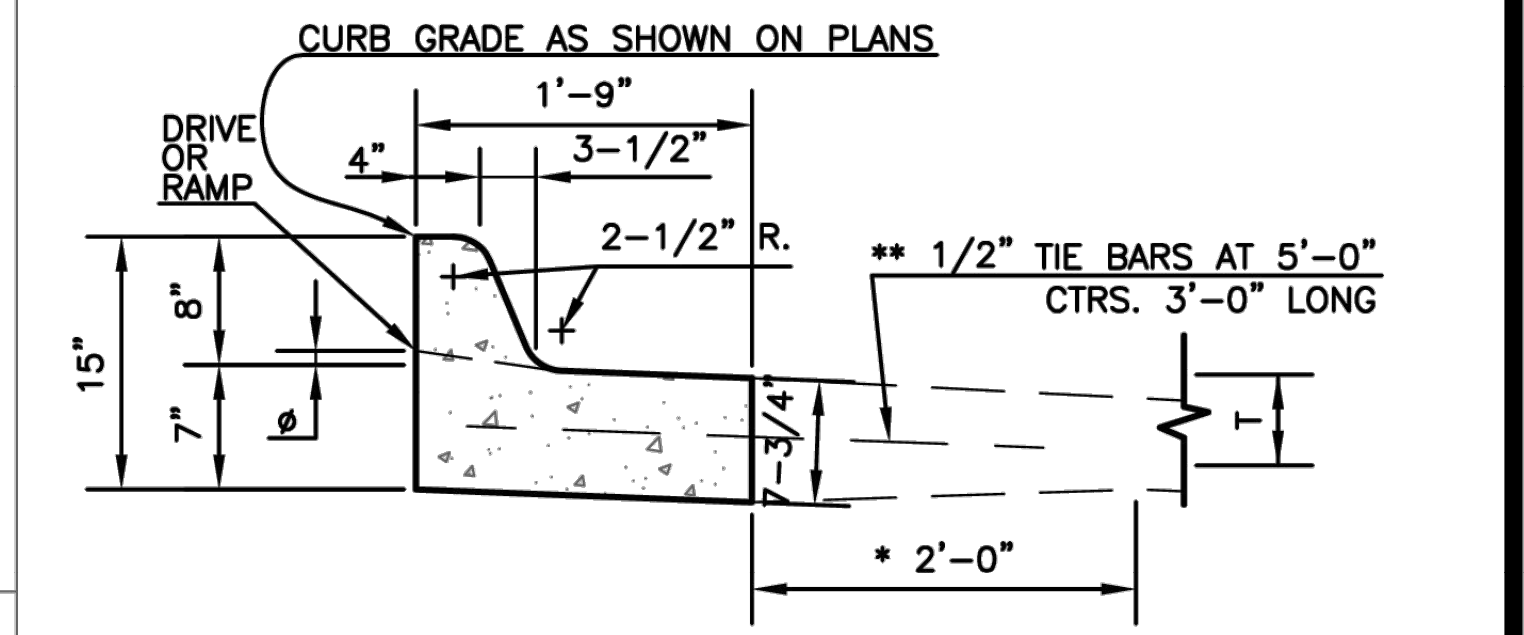 CURB GRADE AS SHOWN ON PLANS
1'-9"
DRIVE
OR
RAMP
4"
3-1/2"
2-1/2" R.
** 1/2" TIE BARS AT 5'-0"
CTRS. 3'-0" LONG
15"
8"
7"
ø
7-3/4"
T
* 2'-0"